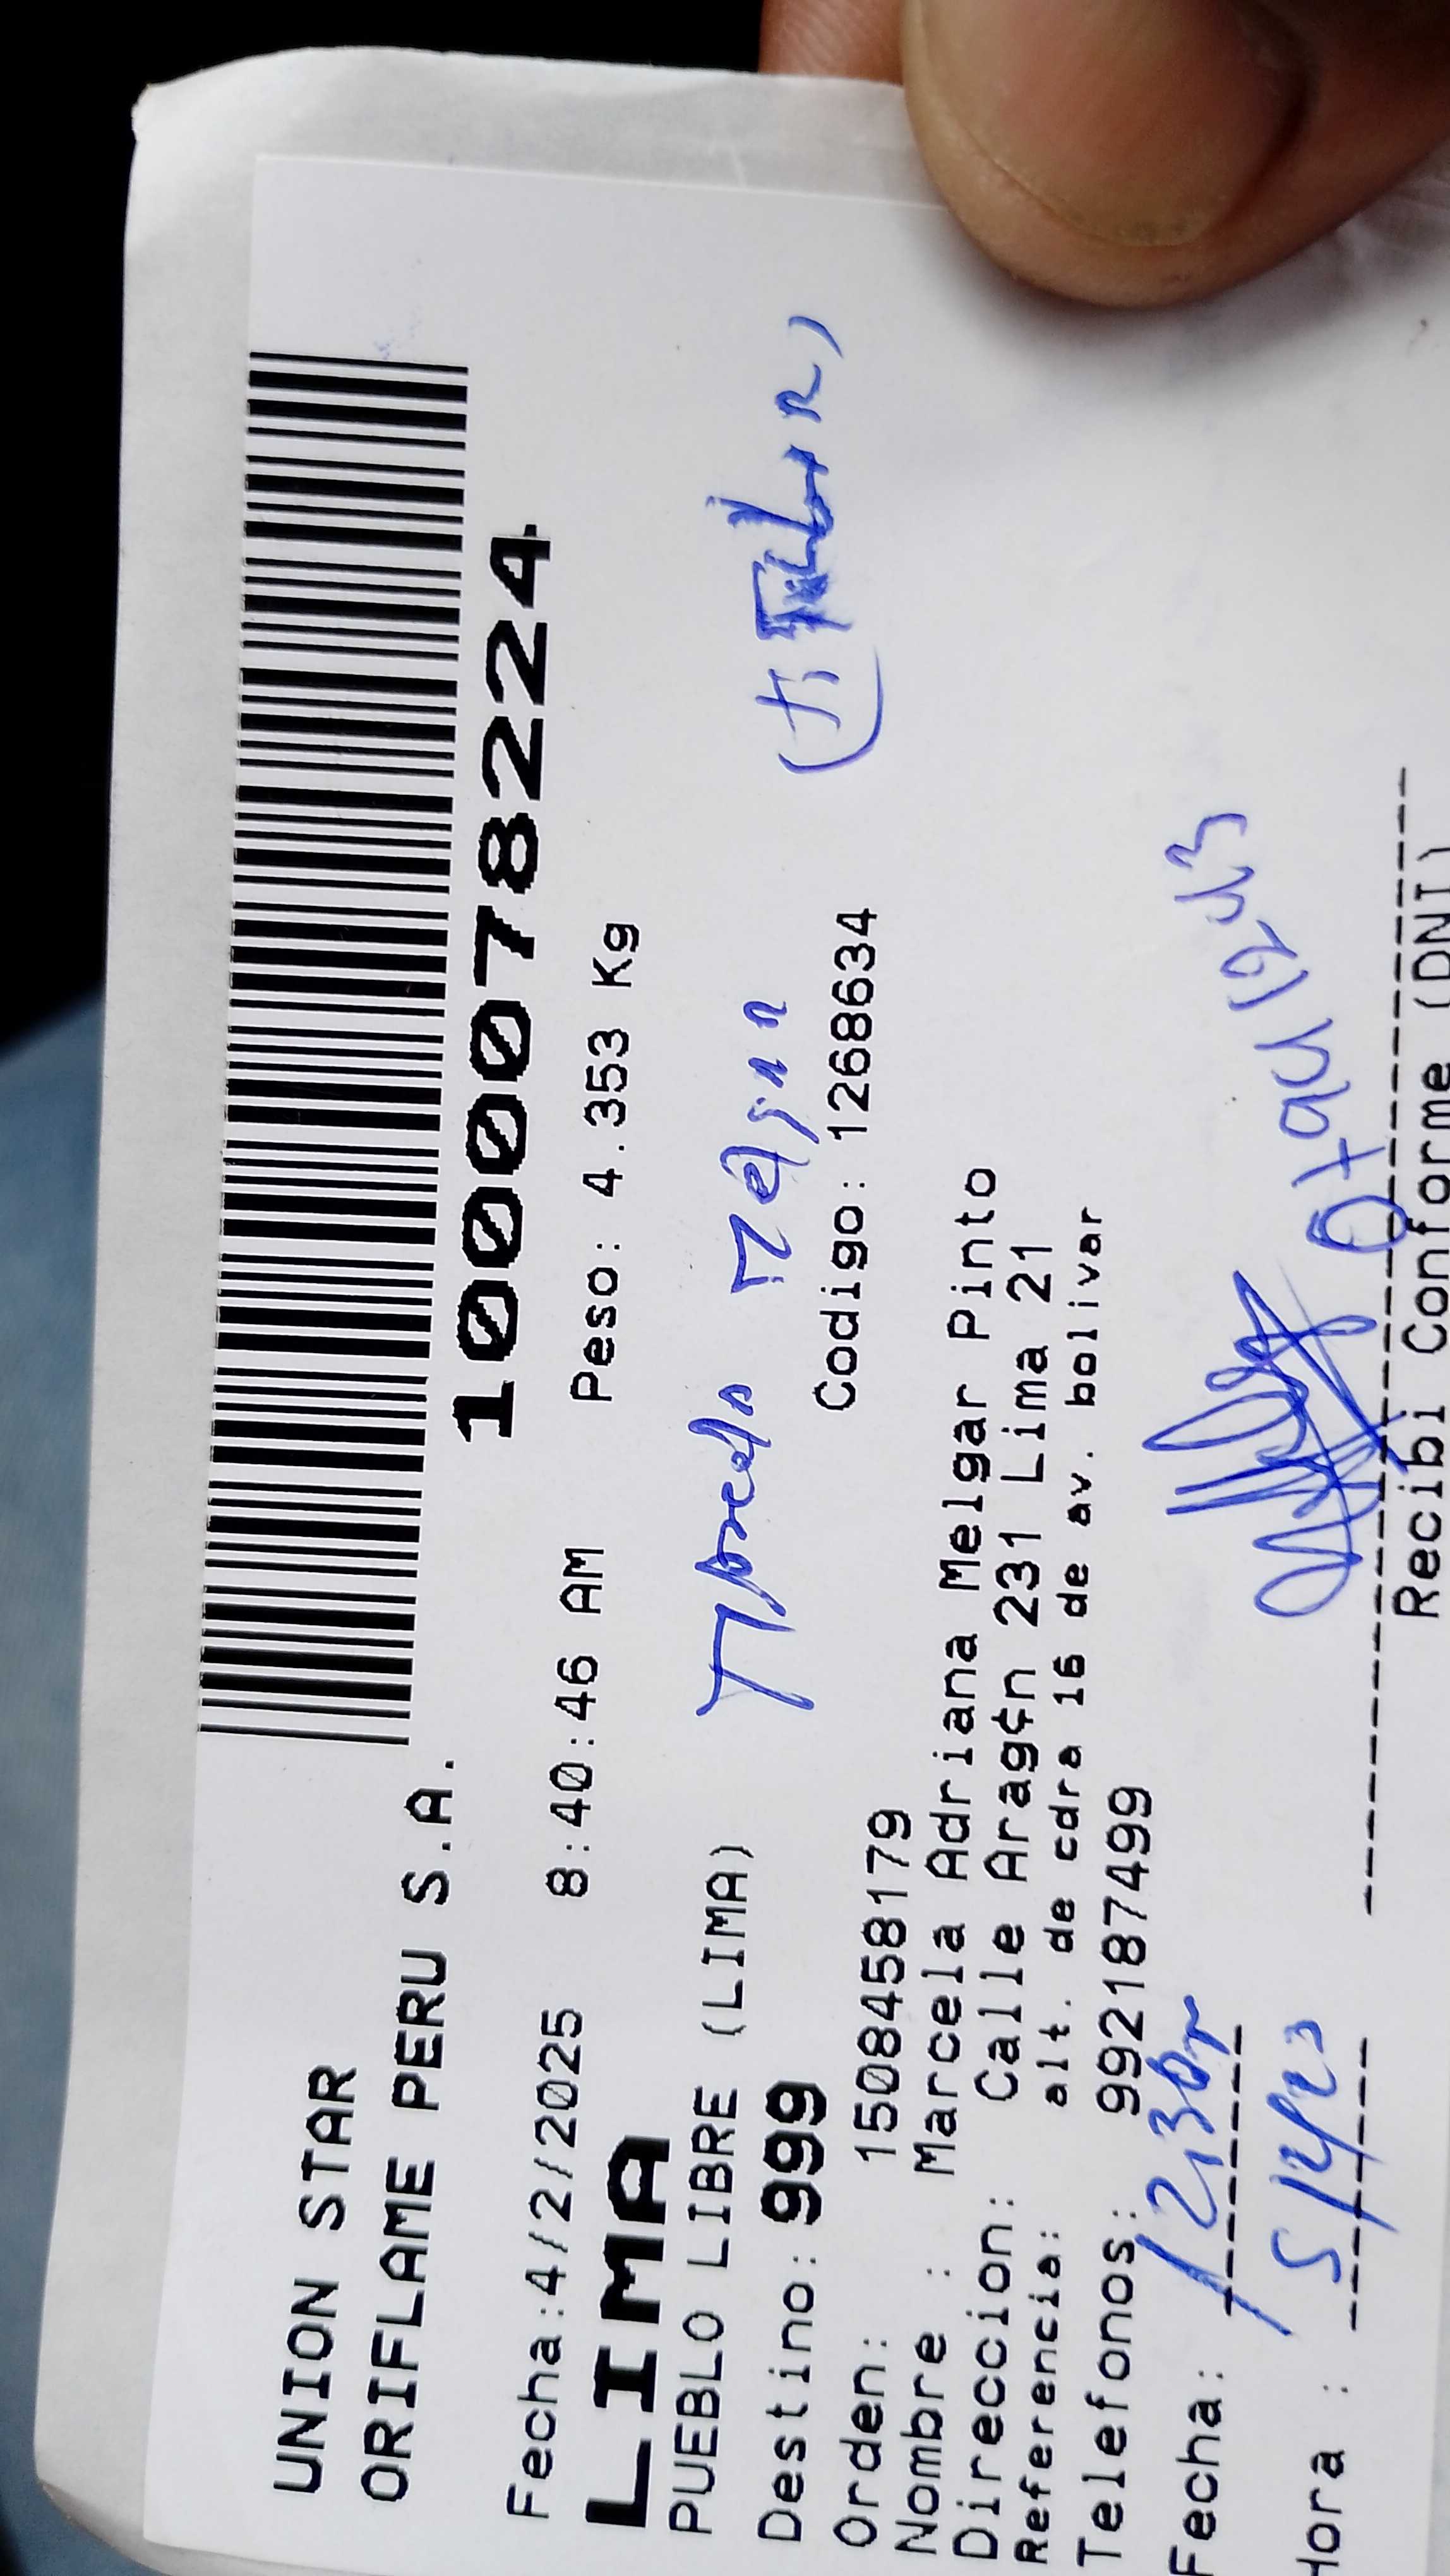 UNION STAR
ORIFLAME PERU S.A.
100078224
Fecha:4/2/2025 8:40:46 AM Peso: 4.353 Kg
LIMA
PUEBLO LIBRE (LIMA)
Destino: 999 Codigo: 1268634
Orden: 1508458179
Nombre : Marcela Adriana Melgar Pinto
Direccion: Calle Arag¢n 231 Lima 21
Referencia: alt. de cdra 16 de av. bolivar
Telefonos: 992187499
Fecha:
Hora :
Recibi Conforme (DNI)